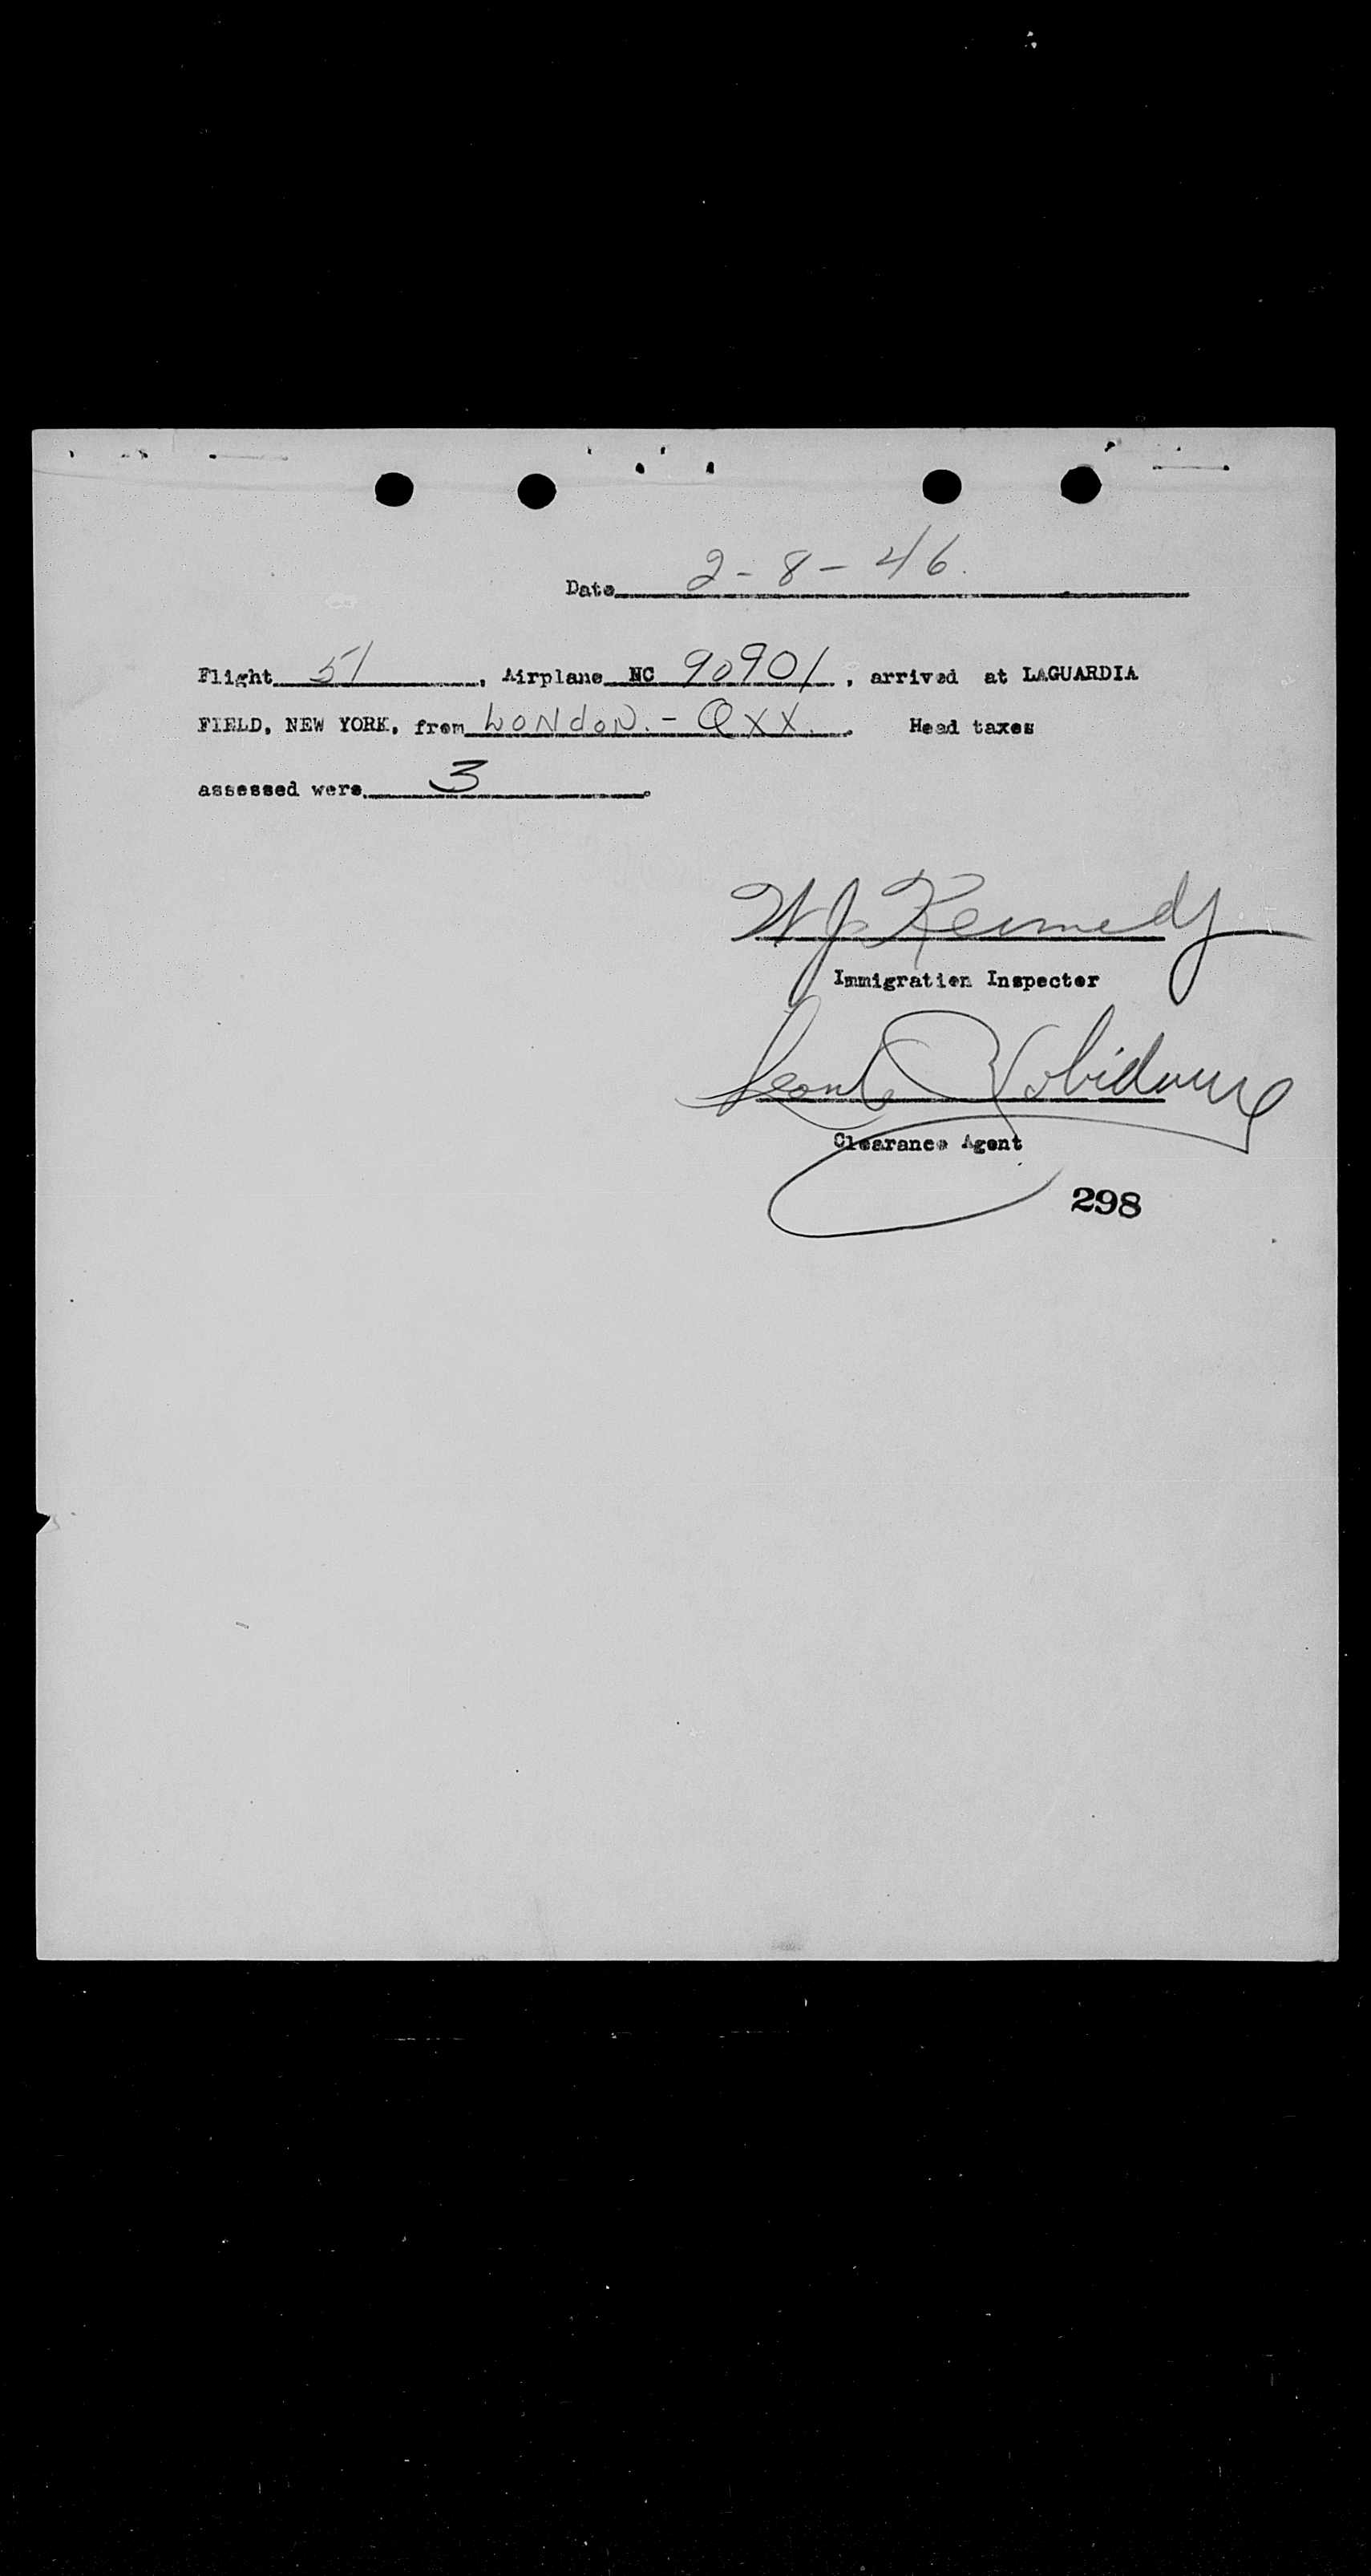 Date 2-8-46.
Flight 51, Airplane NC 90901, arrived at LAGUARDIA
FIELD, NEW YORK, from LONDON. - QXX. Head taxes
assessed were 3.
W J Kennedy
Immigration Inspector
Clearance Agent
298